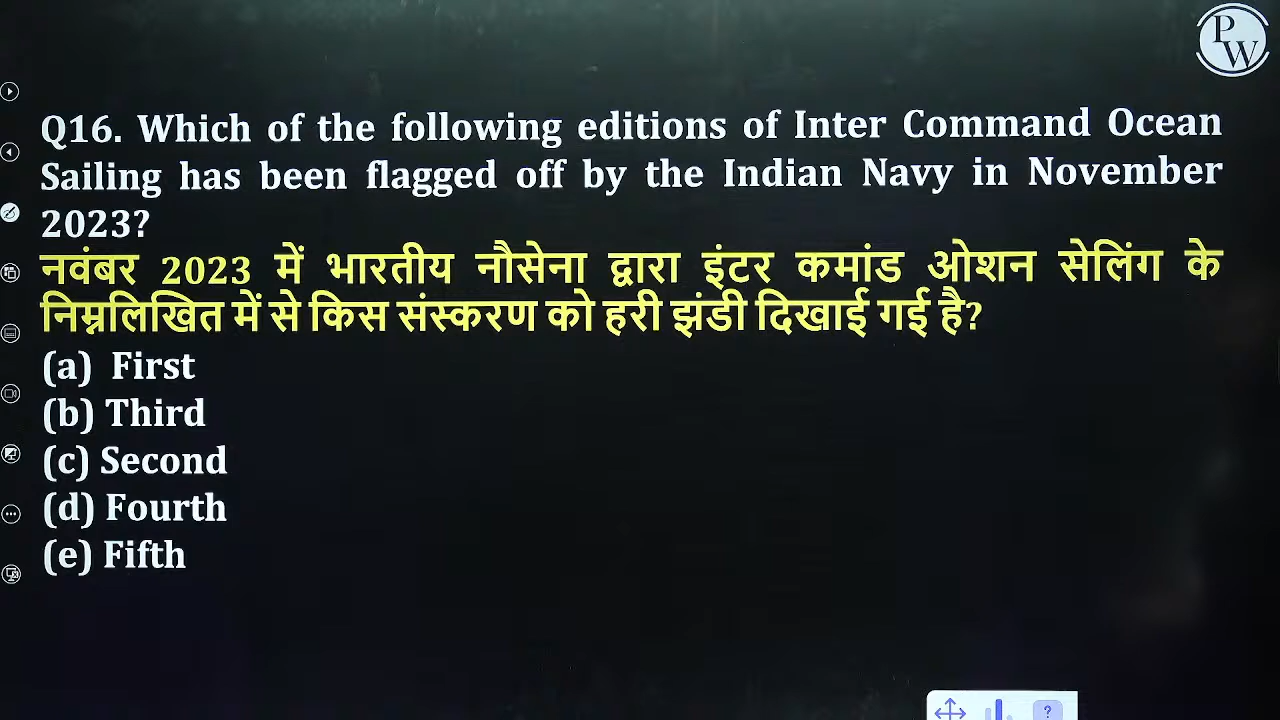 PW
Q16. Which of the following editions of Inter Command Ocean
Sailing has been flagged off by the Indian Navy in November
2023?
नवंबर 2023 में भारतीय नौसेना द्वारा इंटर कमांड ओशन सेलिंग के
निम्नलिखित में से किस संस्करण को हरी झंडी दिखाई गई है?
(a) First
(b) Third
(c) Second
(d) Fourth
(e) Fifth
?